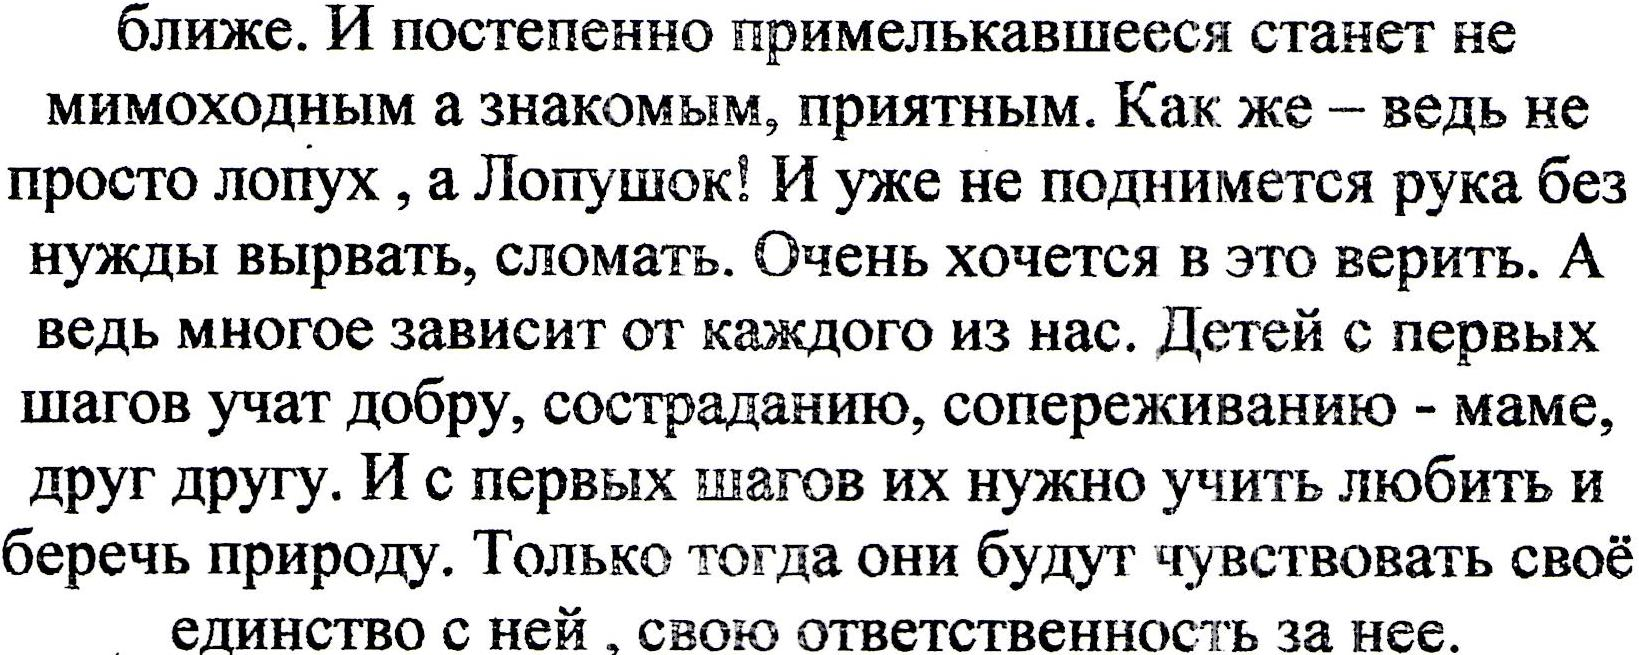 ближе. И постепенно примелькавшееся станет не
мимоходным а знакомым, приятным. Как же – ведь не
просто лопух , а Лопушок! И уже не поднимется рука без
нужды вырвать, сломать. Очень хочется в это верить. А
ведь многое зависит от каждого из нас. Детей с первых
шагов учат добру, состраданию, сопереживанию - маме,
друг другу. И с первых шагов их нужно учить любить и
беречь природу. Только тогда они будут чувствовать своё
единство с ней , свою ответственность за нее.